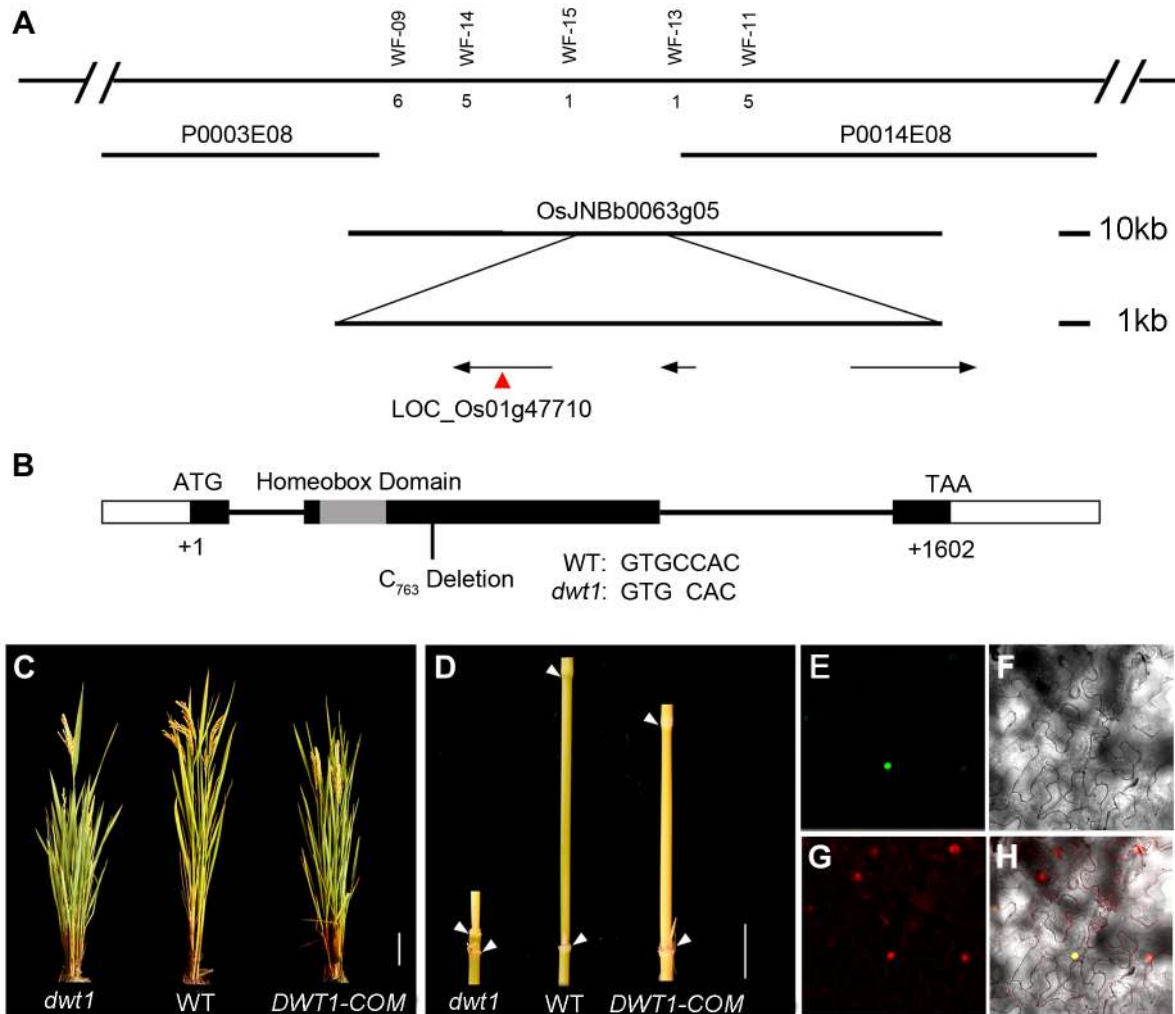 A
WF-09 WF-14 WF-15 WF-13 WF-11
6 5 1 1 5
P0003E08 P0014E08
OsJNBb0063g05
10kb
1kb
LOC_Os01g47710
B
ATG Homeobox Domain TAA
+1 +1602
C763 Deletion
WT: GTGCCAC
dwt1: GTG CAC
C D E F
G H
dwt1 WT DWT1-COM
dwt1 WT DWT1-COM